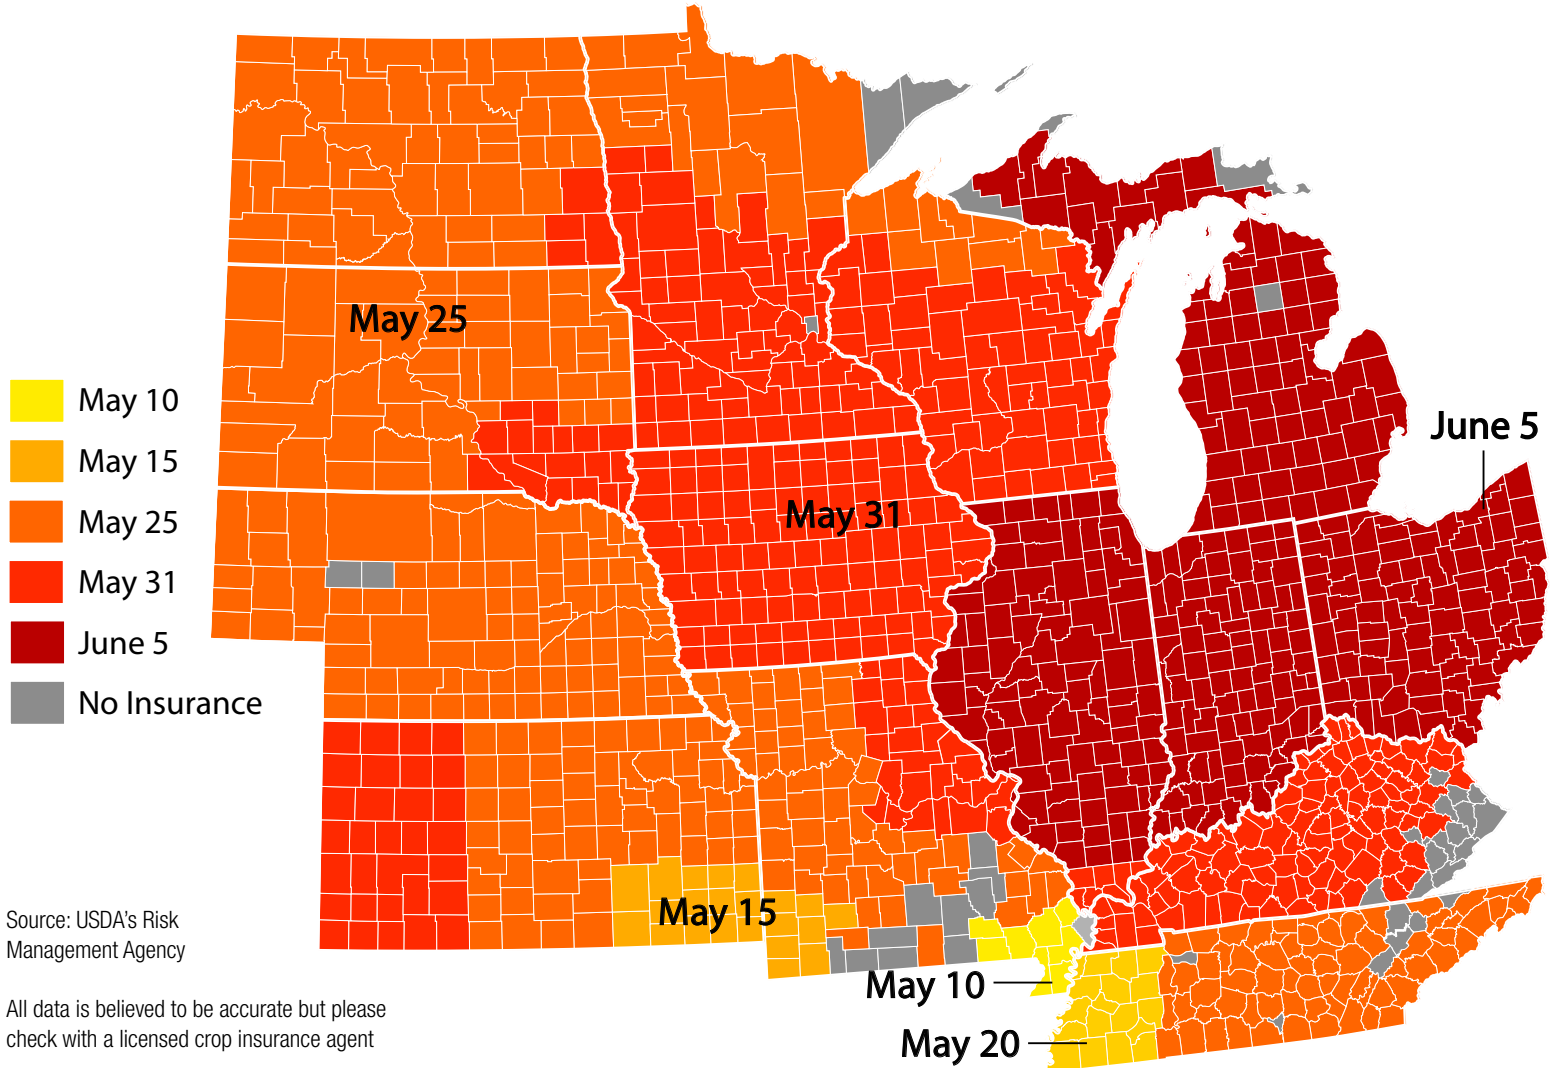 May 25
May 10
May 15
May 25
May 31
June 5
No Insurance
June 5
May 31
May 15
May 10
May 20
Source: USDA's Risk
Management Agency
All data is believed to be accurate but please
check with a licensed crop insurance agent